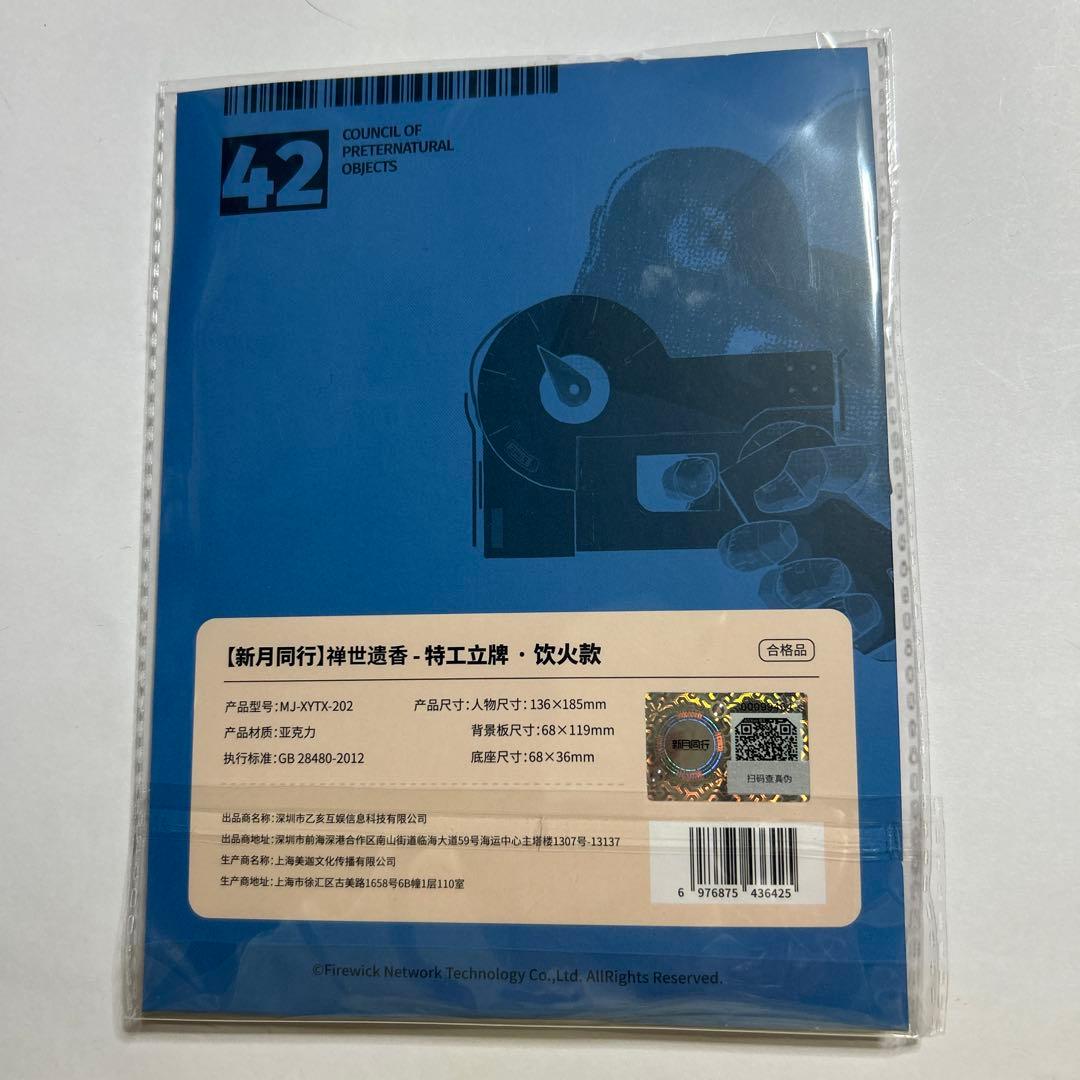 42
COUNCIL OF
PRETERNATURAL
OBJECTS
【新月同行】禅世遗香-特工立牌·饮火款
合格品
产品型号:MJ-XYTX-202
产品尺寸:人物尺寸:136×185mm
产品材质:亚克力
背景板尺寸:68×119mm
执行标准:GB 28480-2012
底座尺寸:68×36mm
新月同行
扫码查真伪
出品商名称:深圳市乙亥互娱信息科技有限公司
出品商地址:深圳市前海深港合作区南山街道临海大道59号海运中心主塔楼1307号-13137
生产商名称:上海美迦文化传播有限公司
生产商地址:上海市徐汇区古美路1658号6B幢1层110室
6 976875 436425
©Firewick Network Technology Co.,Ltd. AllRights Reserved.